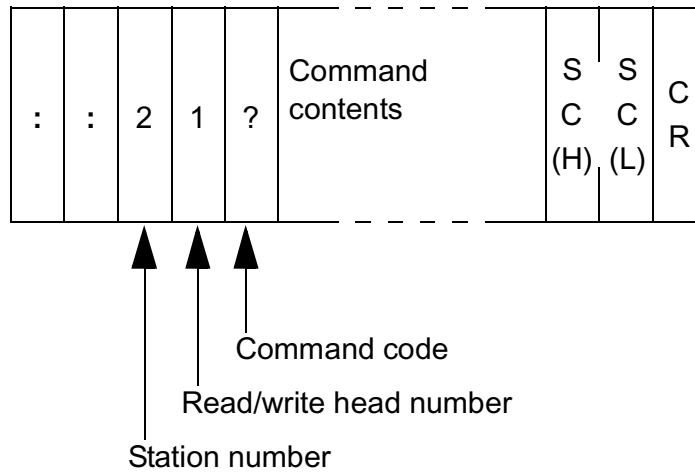 : : 2 1 ? Command contents S C (H) S C (L) C R
Command code
Read/write head number
Station number